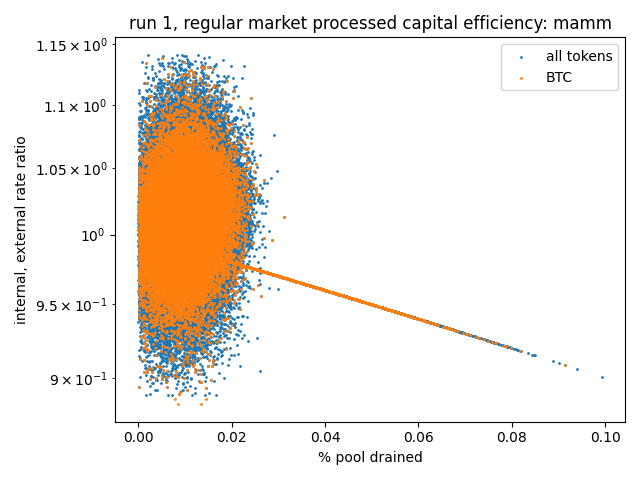 run 1, regular market processed capital efficiency: mamm
1.15 × 10⁰
1.1 × 10⁰
1.05 × 10⁰
10⁰
9.5 × 10⁻¹
9 × 10⁻¹
internal, external rate ratio
all tokens
BTC
0.00 0.02 0.04 0.06 0.08 0.10
% pool drained